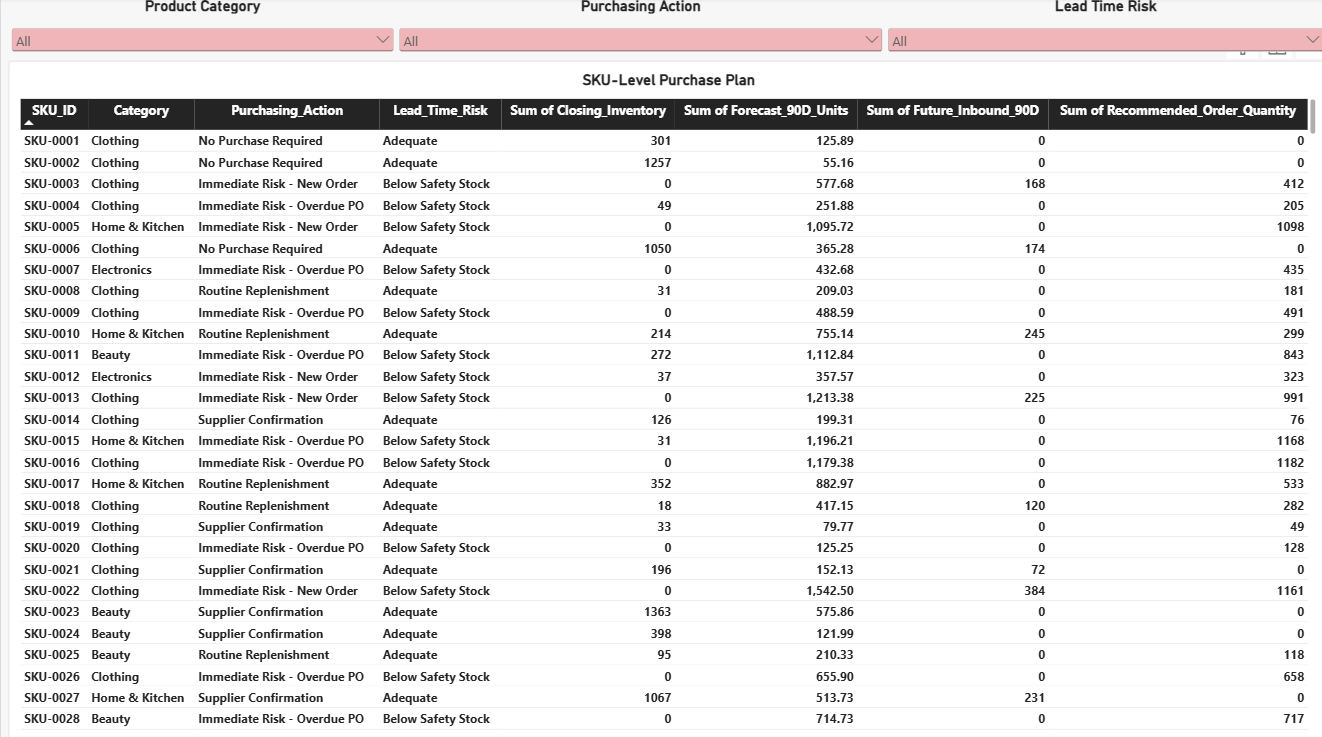 Product Category Purchasing Action Lead Time Risk
All All All
SKU-Level Purchase Plan
SKU_ID Category Purchasing_Action Lead_Time_Risk Sum of Closing_Inventory Sum of Forecast_90D_Units Sum of Future_Inbound_90D Sum of Recommended_Order_Quantity
SKU-0001 Clothing No Purchase Required Adequate 301 125.89 0 0
SKU-0002 Clothing No Purchase Required Adequate 1257 55.16 0 0
SKU-0003 Clothing Immediate Risk - New Order Below Safety Stock 0 577.68 168 412
SKU-0004 Clothing Immediate Risk - Overdue PO Below Safety Stock 49 251.88 0 205
SKU-0005 Home & Kitchen Immediate Risk - New Order Below Safety Stock 0 1,095.72 0 1098
SKU-0006 Clothing No Purchase Required Adequate 1050 365.28 174 0
SKU-0007 Electronics Immediate Risk - Overdue PO Below Safety Stock 0 432.68 0 435
SKU-0008 Clothing Routine Replenishment Adequate 31 209.03 0 181
SKU-0009 Clothing Immediate Risk - Overdue PO Below Safety Stock 0 488.59 0 491
SKU-0010 Home & Kitchen Routine Replenishment Adequate 214 755.14 245 299
SKU-0011 Beauty Immediate Risk - Overdue PO Below Safety Stock 272 1,112.84 0 843
SKU-0012 Electronics Immediate Risk - New Order Below Safety Stock 37 357.57 0 323
SKU-0013 Clothing Immediate Risk - New Order Below Safety Stock 0 1,213.38 225 991
SKU-0014 Clothing Supplier Confirmation Adequate 126 199.31 0 76
SKU-0015 Home & Kitchen Immediate Risk - Overdue PO Below Safety Stock 31 1,196.21 0 1168
SKU-0016 Clothing Immediate Risk - Overdue PO Below Safety Stock 0 1,179.38 0 1182
SKU-0017 Home & Kitchen Routine Replenishment Adequate 352 882.97 0 533
SKU-0018 Clothing Routine Replenishment Adequate 18 417.15 120 282
SKU-0019 Clothing Supplier Confirmation Adequate 33 79.77 0 49
SKU-0020 Clothing Immediate Risk - Overdue PO Below Safety Stock 0 125.25 0 128
SKU-0021 Clothing Supplier Confirmation Adequate 196 152.13 72 0
SKU-0022 Clothing Immediate Risk - New Order Below Safety Stock 0 1,542.50 384 1161
SKU-0023 Beauty Supplier Confirmation Adequate 1363 575.86 0 0
SKU-0024 Beauty Supplier Confirmation Adequate 398 121.99 0 0
SKU-0025 Beauty Routine Replenishment Adequate 95 210.33 0 118
SKU-0026 Clothing Immediate Risk - Overdue PO Below Safety Stock 0 655.90 0 658
SKU-0027 Home & Kitchen Supplier Confirmation Adequate 1067 513.73 231 0
SKU-0028 Beauty Immediate Risk - Overdue PO Below Safety Stock 0 714.73 0 717